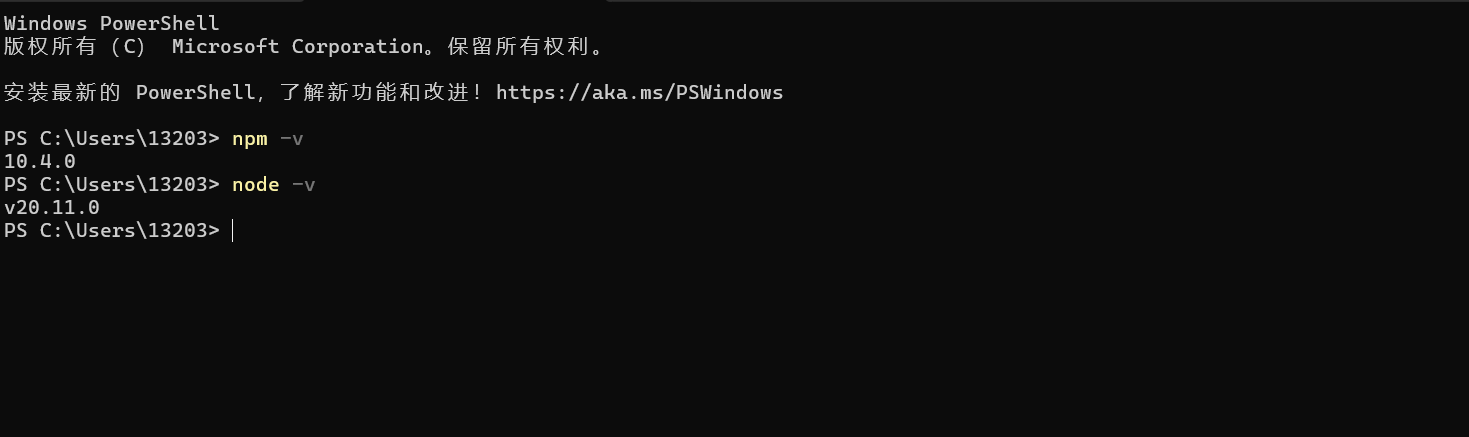 Windows PowerShell
版权所有（C） Microsoft Corporation。保留所有权利。
安装最新的 PowerShell，了解新功能和改进！https://aka.ms/PSWindows
PS C:\Users\13203> npm -v
10.4.0
PS C:\Users\13203> node -v
v20.11.0
PS C:\Users\13203>